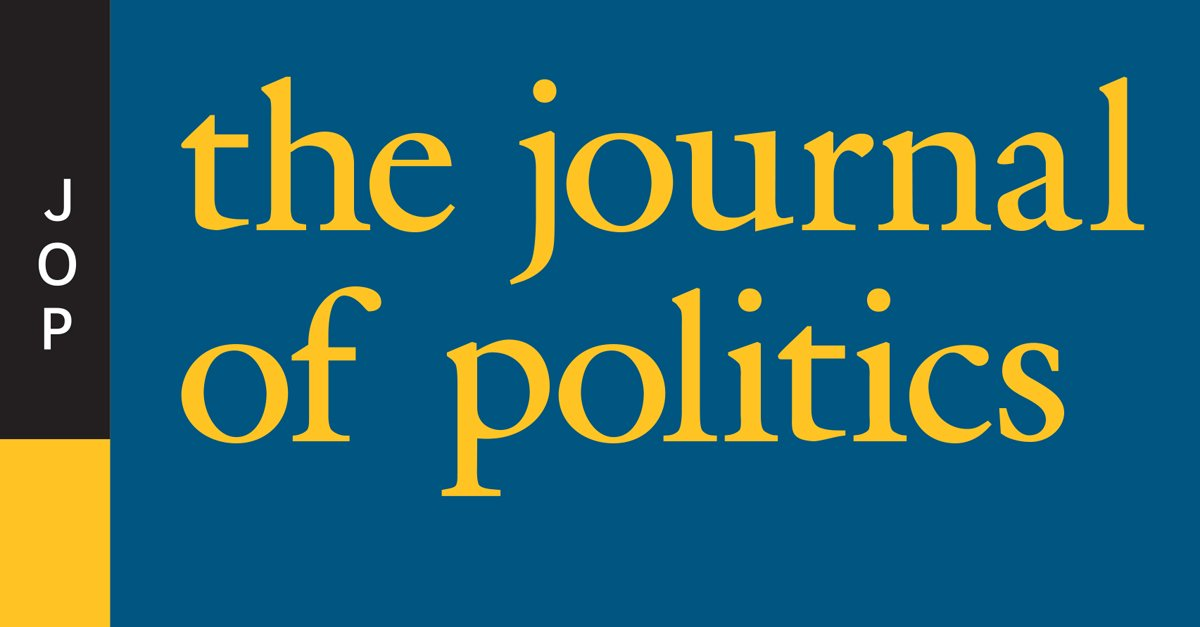 J
O
P
the journal
of politics